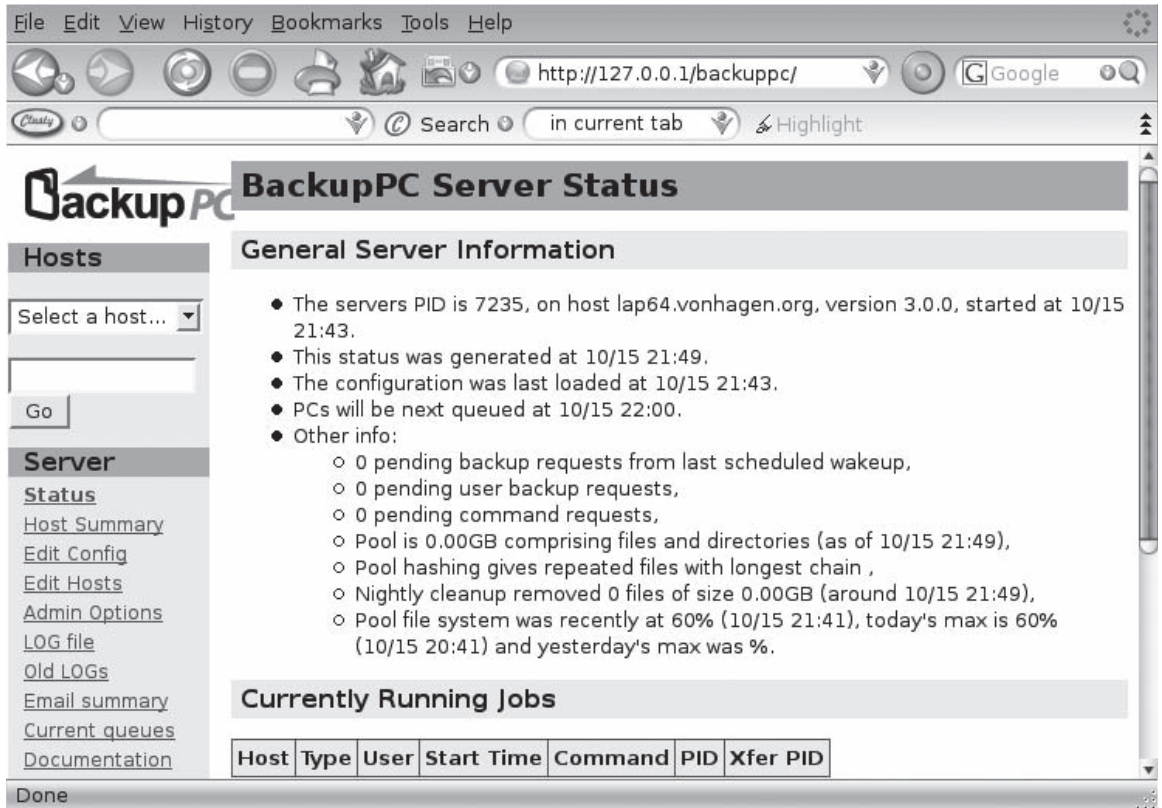 File Edit View History Bookmarks Tools Help
http://127.0.0.1/backuppc/
G Google
Clusty
Search
in current tab
Highlight
BackupPC
Hosts
Select a host...
Go
Server
Status
Host Summary
Edit Config
Edit Hosts
Admin Options
LOG file
Old LOGs
Email summary
Current queues
Documentation
BackupPC Server Status
General Server Information
The servers PID is 7235, on host lap64.vonhagen.org, version 3.0.0, started at 10/15
21:43.
This status was generated at 10/15 21:49.
The configuration was last loaded at 10/15 21:43.
PCs will be next queued at 10/15 22:00.
Other info:
0 pending backup requests from last scheduled wakeup,
0 pending user backup requests,
0 pending command requests,
Pool is 0.00GB comprising files and directories (as of 10/15 21:49),
Pool hashing gives repeated files with longest chain ,
Nightly cleanup removed 0 files of size 0.00GB (around 10/15 21:49),
Pool file system was recently at 60% (10/15 21:41), today's max is 60%
(10/15 20:41) and yesterday's max was %.
Currently Running Jobs
Host Type User Start Time Command PID Xfer PID
Done